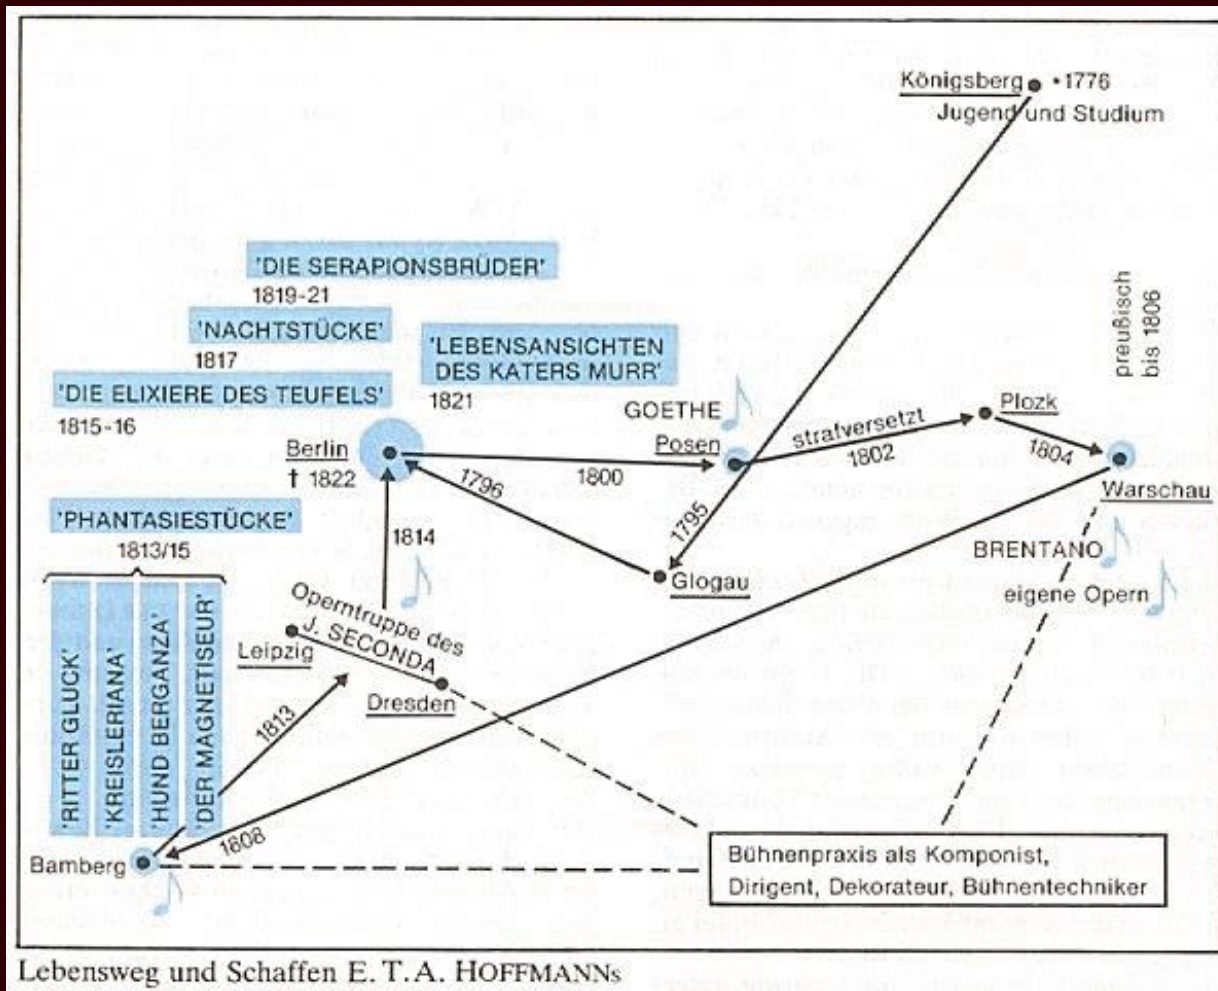 Königsberg *1776
Jugend und Studium
'DIE SERAPIONSBRÜDER'
1819-21
'NACHTSTÜCKE'
1817
'LEBENSANSICHTEN
DES KATERS MURR'
1821
'DIE ELIXIERE DES TEUFELS'
1815-16
preußisch
bis 1806
GOETHE
Posen
strafversetzt
1802
Plozk
1804
Warschau
Berlin
† 1822
1800
1796
1795
Glogau
'PHANTASIESTÜCKE'
1813/15
1814
BRENTANO
eigene Opern
Operntruppe des
J. SECONDA
Leipzig
Dresden
'RITTER GLUCK'
'KREISLERIANA
'HUND BERGANZA'
'DER MAGNETISEUR'
1813
1808
Bamberg
Bühnenpraxis als Komponist,
Dirigent, Dekorateur, Bühnentechniker
Lebensweg und Schaffen E. T. A. HOFFMANNs